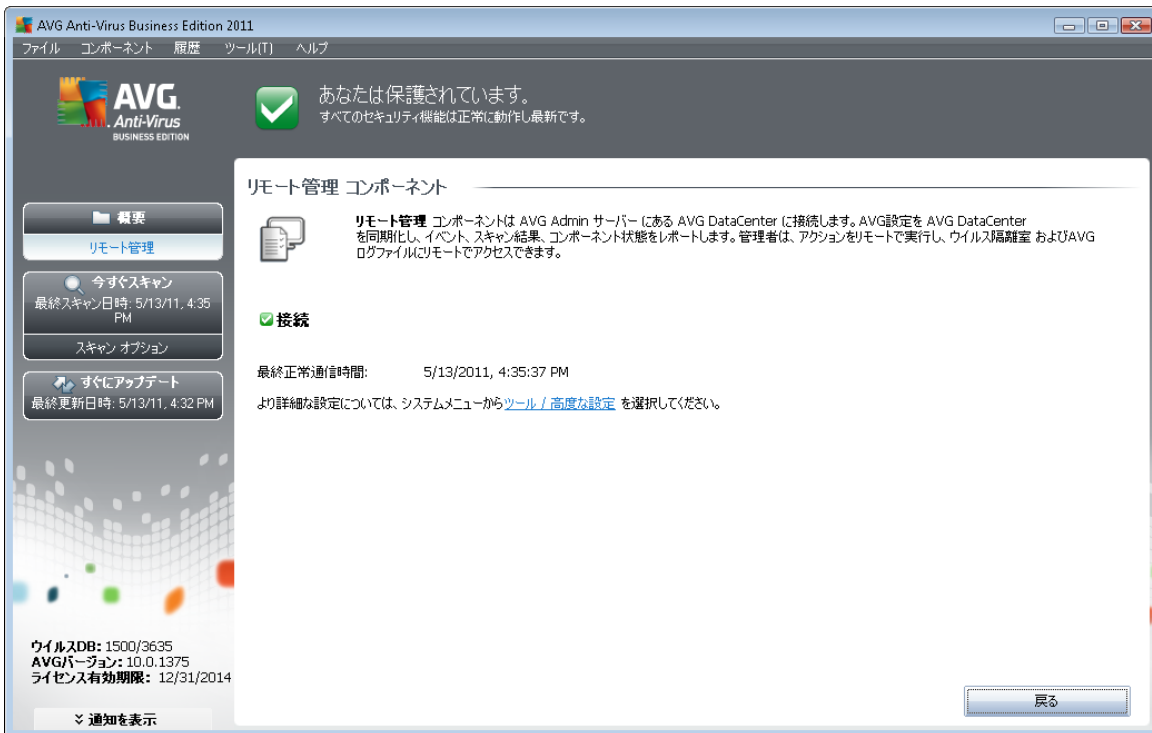 AVG Anti-Virus Business Edition 2011
ファイル コンポーネント 履歴 ツール(T) ヘルプ
AVG.
Anti-Virus
BUSINESS EDITION
あなたは保護されています。
すべてのセキュリティ機能は正常に動作し最新です。
概要
リモート管理
今すぐスキャン
最終スキャン日時: 5/13/11, 4:35
PM
スキャン オプション
すぐにアップデート
最終更新日時: 5/13/11, 4:32 PM
ウイルスDB: 1500/3635
AVGバージョン: 10.0.1375
ライセンス有効期限: 12/31/2014
通知を表示
リモート管理 コンポーネント
リモート管理 コンポーネントは AVG Admin サーバー にある AVG DataCenter に接続します。AVG設定を AVG DataCenter
を同期化し、イベント、スキャン結果、コンポーネント状態をレポートします。管理者は、アクションをリモートで実行し、ウイルス隔離室 およびAVG
ログファイルにリモートでアクセスできます。
接続
最終正常通信時間: 5/13/2011, 4:35:37 PM
より詳細な設定については、システムメニューからツール / 高度な設定 を選択してください。
戻る